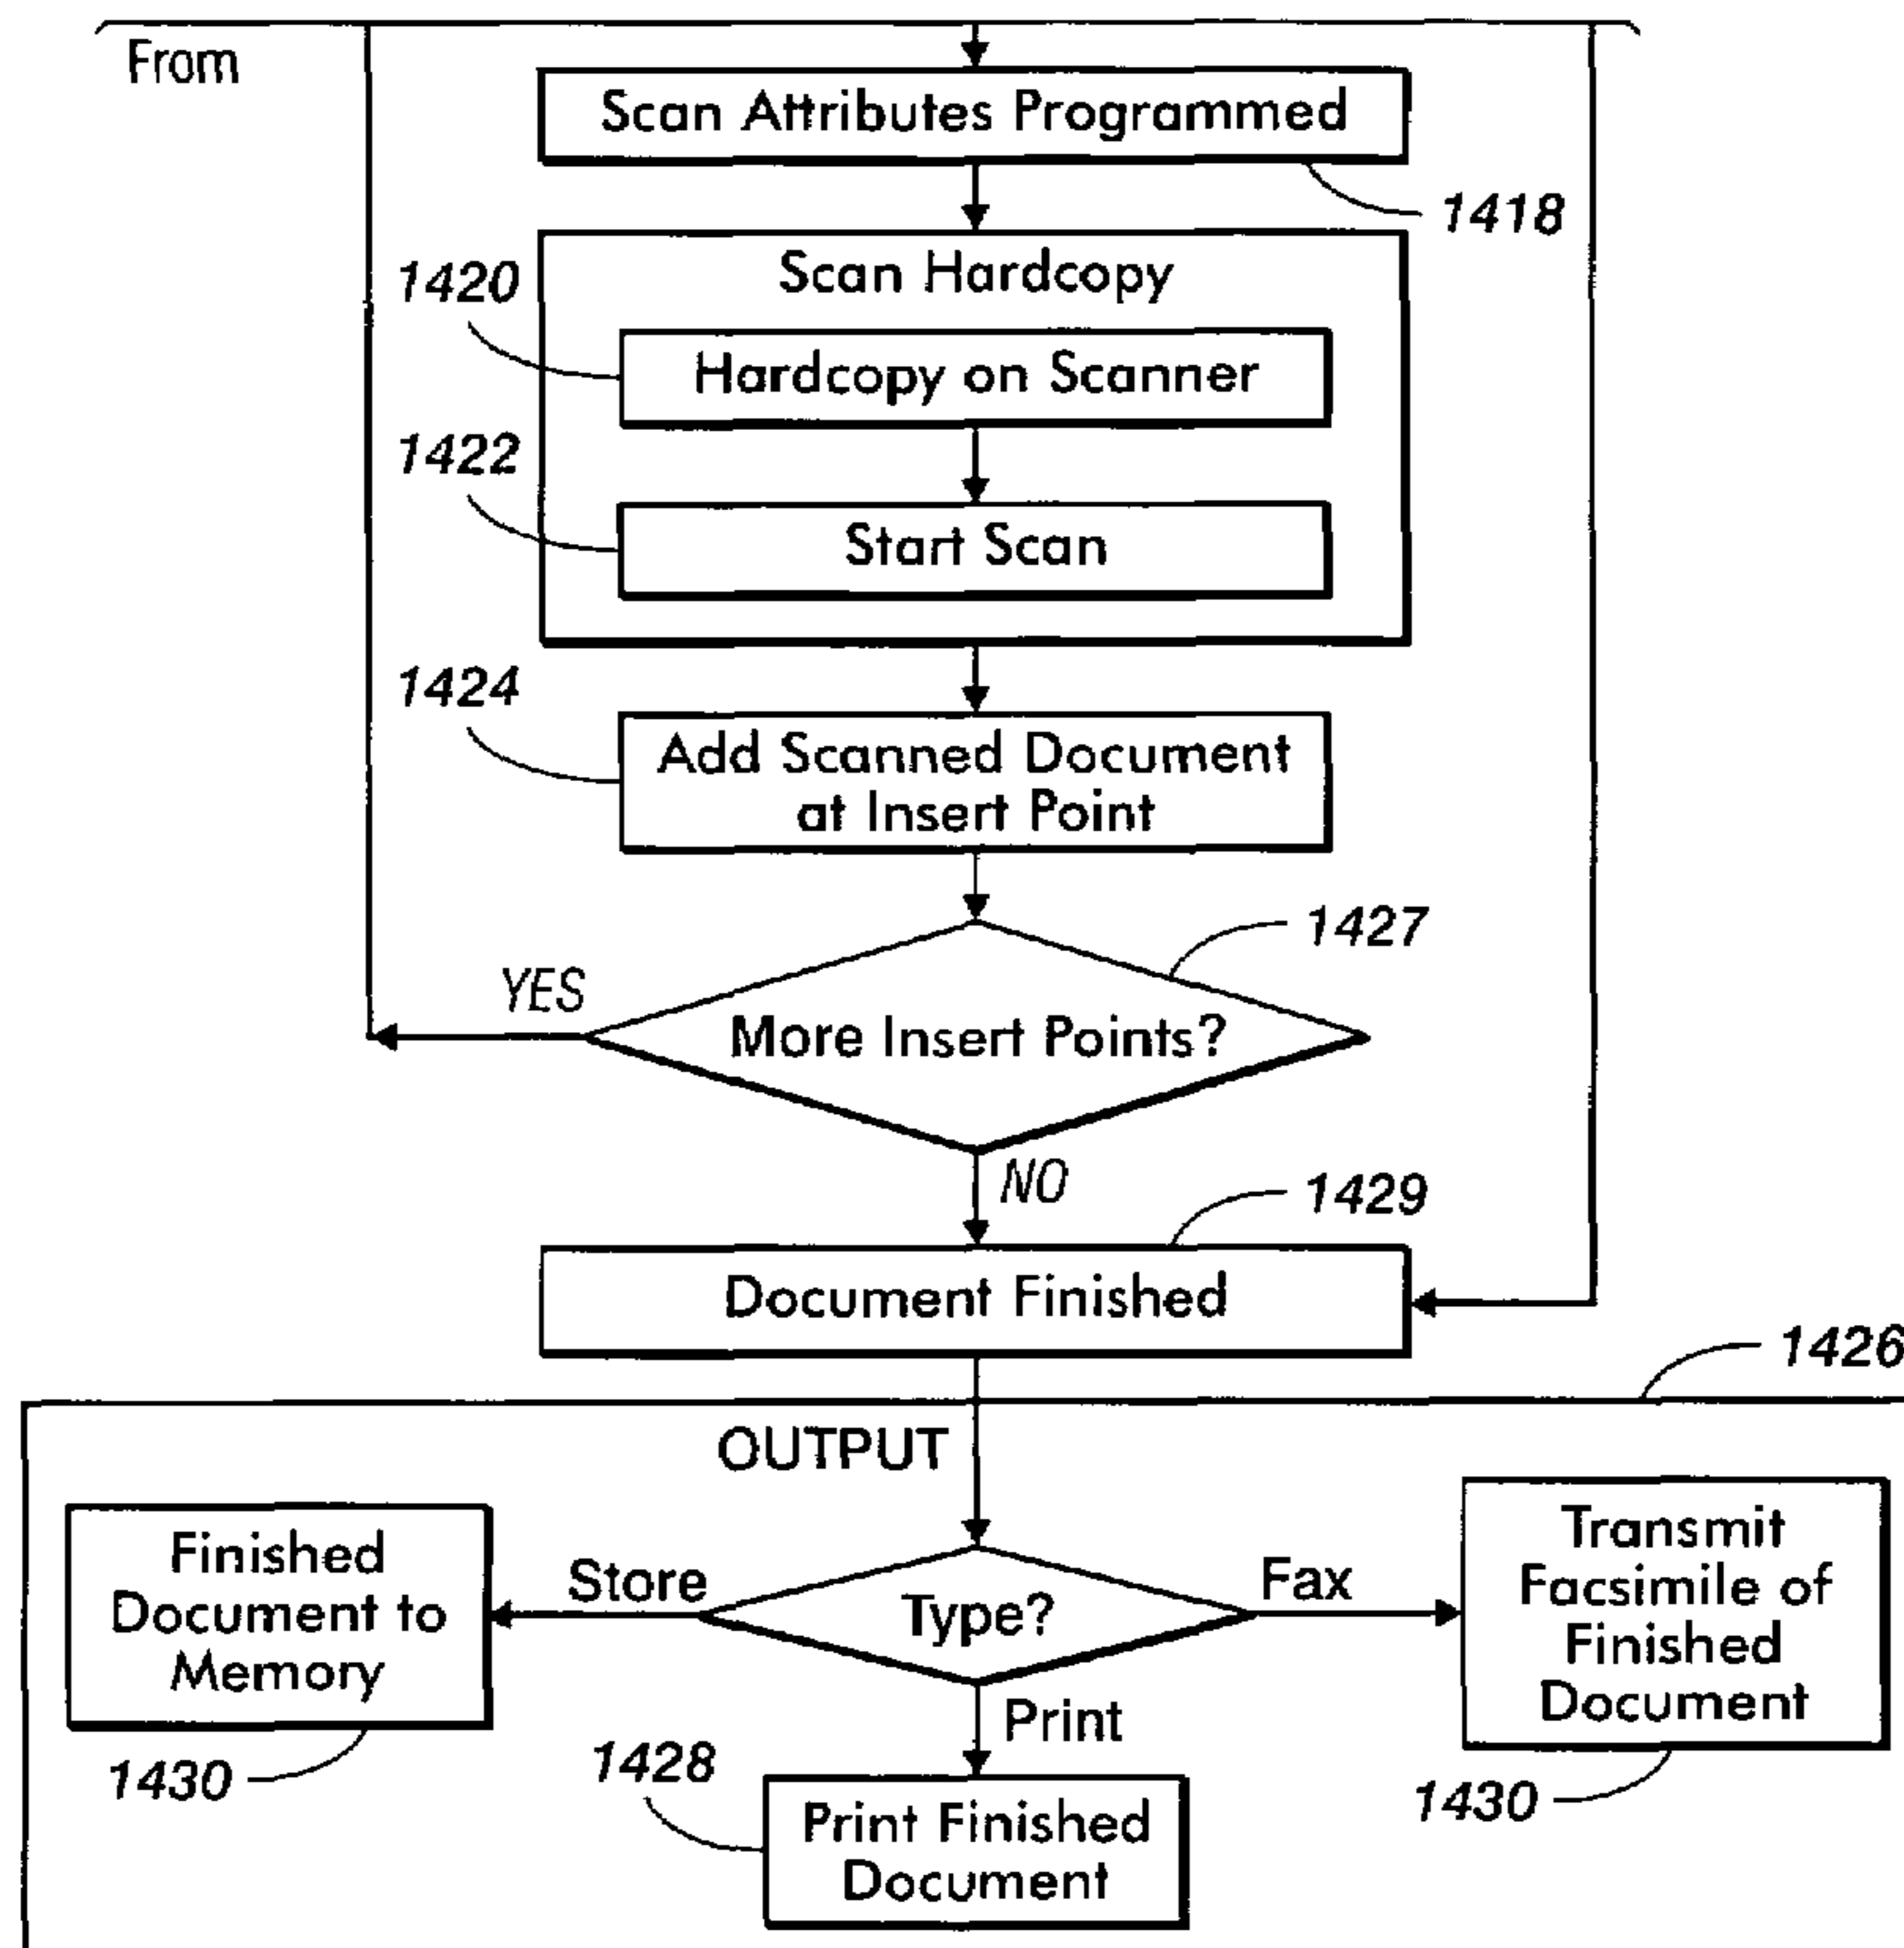 From
Scan Attributes Programmed
1418
Scan Hardcopy
1420
Hardcopy on Scanner
1422
Start Scan
1424
Add Scanned Document
at Insert Point
1427
YES
More Insert Points?
NO
1429
Document Finished
1426
OUTPUT
Finished
Document to
Memory
1430
Store
Type?
Fax
Transmit
Facsimile of
Finished
Document
1430
Print
1428
Print Finished
Document